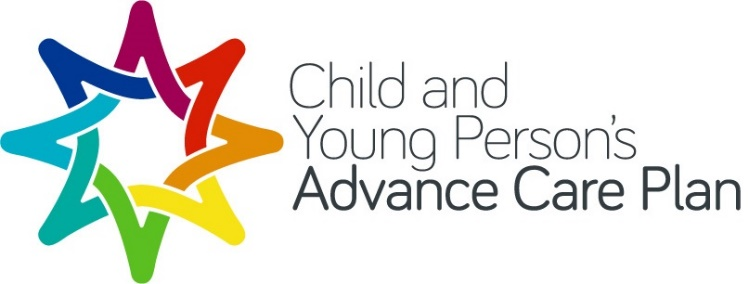 Child and
Young Person's
Advance Care Plan